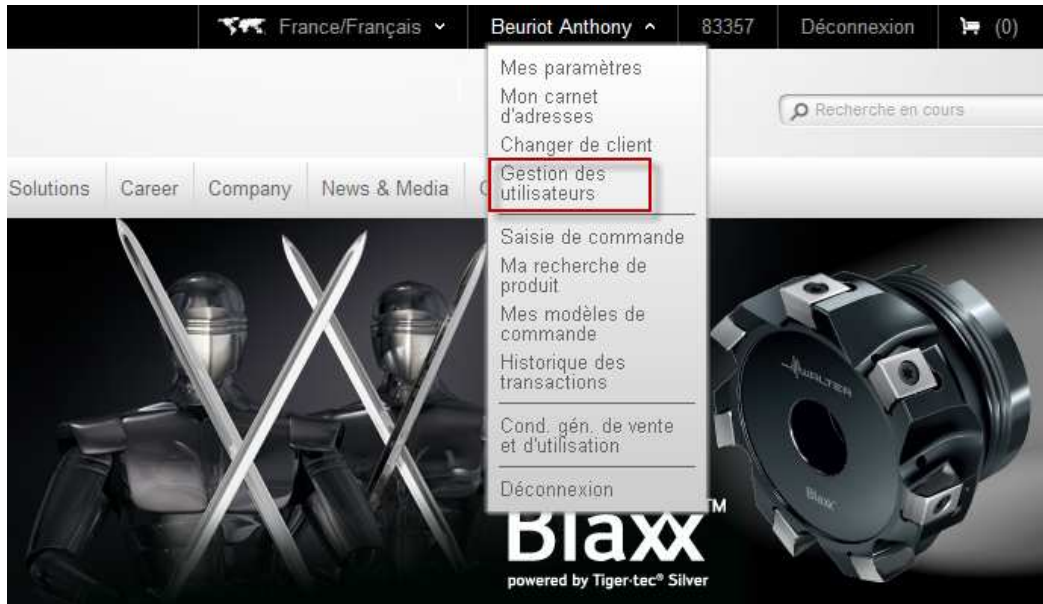 France/Français
Beuriot Anthony
83357
Déconnexion
(0)
Mes paramètres
Mon carnet
d'adresses
Changer de client
Gestion des
utilisateurs
Saisie de commande
Ma recherche de
produit
Mes modèles de
commande
Historique des
transactions
Cond. gén. de vente
et d'utilisation
Déconnexion
Recherche en cours
Solutions
Career
Company
News & Media
WALTER
Blaxx
Blaxx™
powered by Tiger·tec® Silver